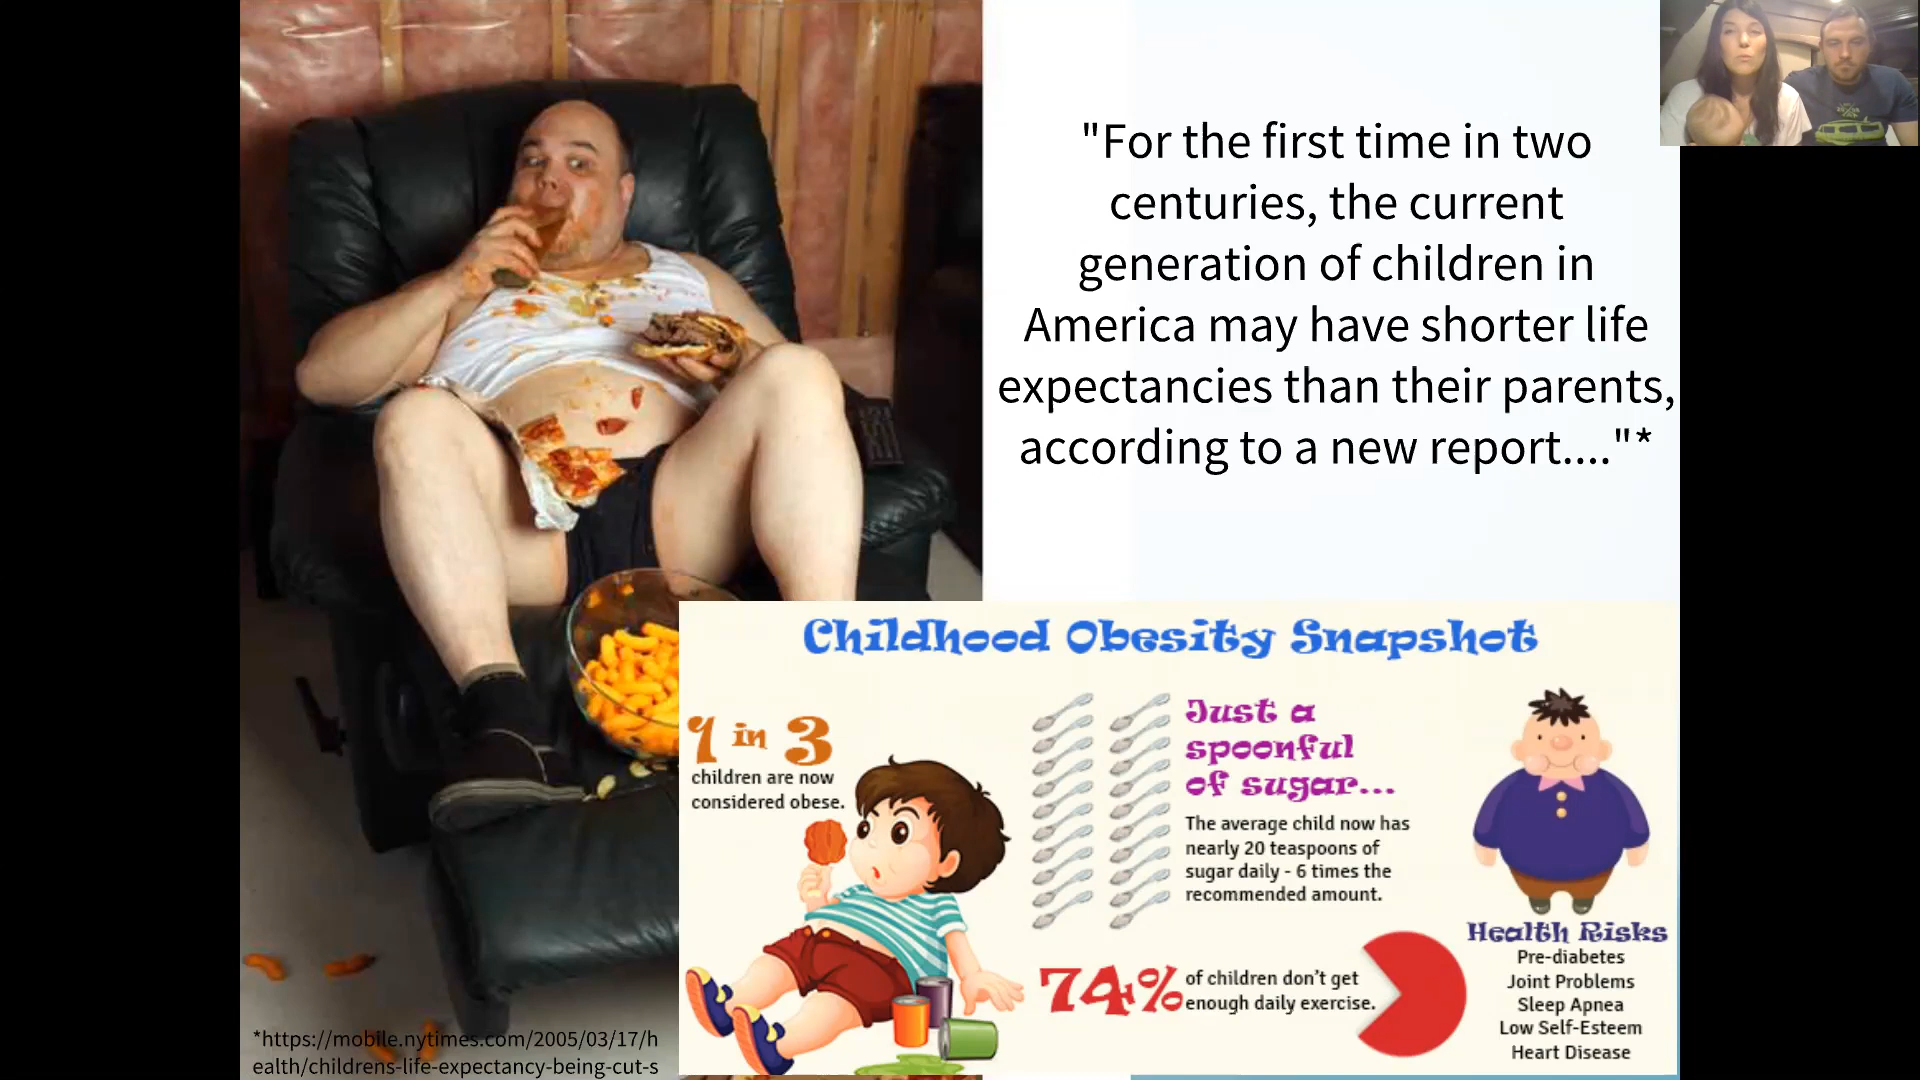 "For the first time in two
centuries, the current
generation of children in
America may have shorter life
expectancies than their parents,
according to a new report...."*
Childhood Obesity Snapshot
1 in 3
children are now
considered obese.
Just a
spoonful
of sugar...
The average child now has
nearly 20 teaspoons of
sugar daily - 6 times the
recommended amount.
74%
of children don't get
enough daily exercise.
Health Risks
Pre-diabetes
Joint Problems
Sleep Apnea
Low Self-Esteem
Heart Disease
*https://mobile.nytimes.com/2005/03/17/h
ealth/childrens-life-expectancy-being-cut-s